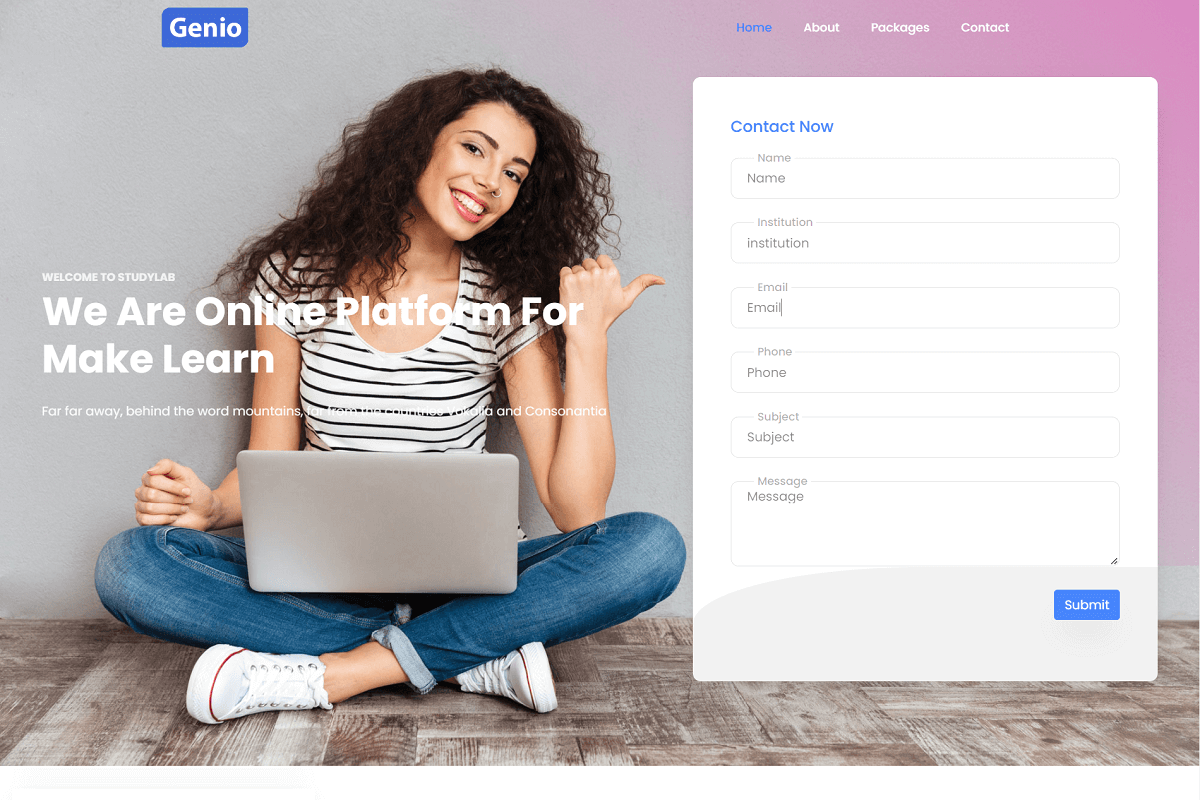 Genio
Home About Packages Contact
WELCOME TO STUDYLAB
We Are Online Platform For
Make Learn
Far far away, behind the word mountains, far from the countries Vokalia and Consonantia
Contact Now
Name
Name
Institution
institution
Email
Email
Phone
Phone
Subject
Subject
Message
Message
Submit